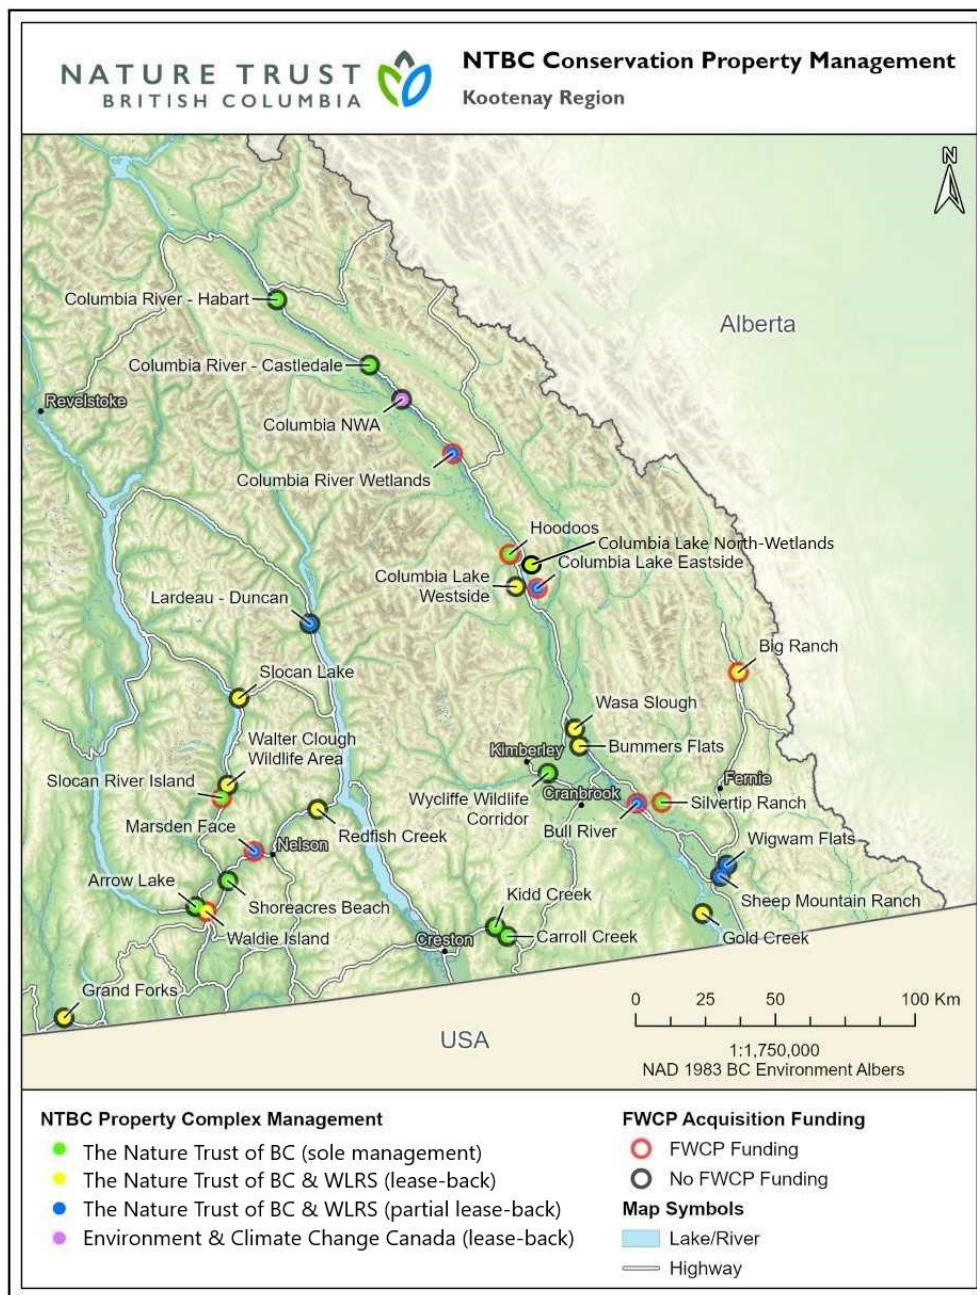 NATURE TRUST
BRITISH COLUMBIA
NTBC Conservation Property Management
Kootenay Region
N
Columbia River - Habart
Alberta
Columbia River - Castledale
Revelstoke
Columbia NWA
Columbia River Wetlands
Hoodoos
Columbia Lake North-Wetlands
Columbia Lake Eastside
Columbia Lake
Westside
Lardeau - Duncan
Big Ranch
Slocan Lake
Wasa Slough
Walter Clough
Wildlife Area
Bummers Flats
Kimberley
Slocan River Island
Fernie
Wycliffe Wildlife
Corridor
Cranbrook
Silvertip Ranch
Marsden Face
Redfish Creek
Bull River
Nelson
Wigwam Flats
Arrow Lake
Kidd Creek
Sheep Mountain Ranch
Shoreacres Beach
Waldie Island
Creston
Carroll Creek
Gold Creek
Grand Forks
0 25 50 100 Km
USA
1:1,750,000
NAD 1983 BC Environment Albers
NTBC Property Complex Management
The Nature Trust of BC (sole management)
The Nature Trust of BC & WLRS (lease-back)
The Nature Trust of BC & WLRS (partial lease-back)
Environment & Climate Change Canada (lease-back)
FWCP Acquisition Funding
FWCP Funding
No FWCP Funding
Map Symbols
Lake/River
Highway